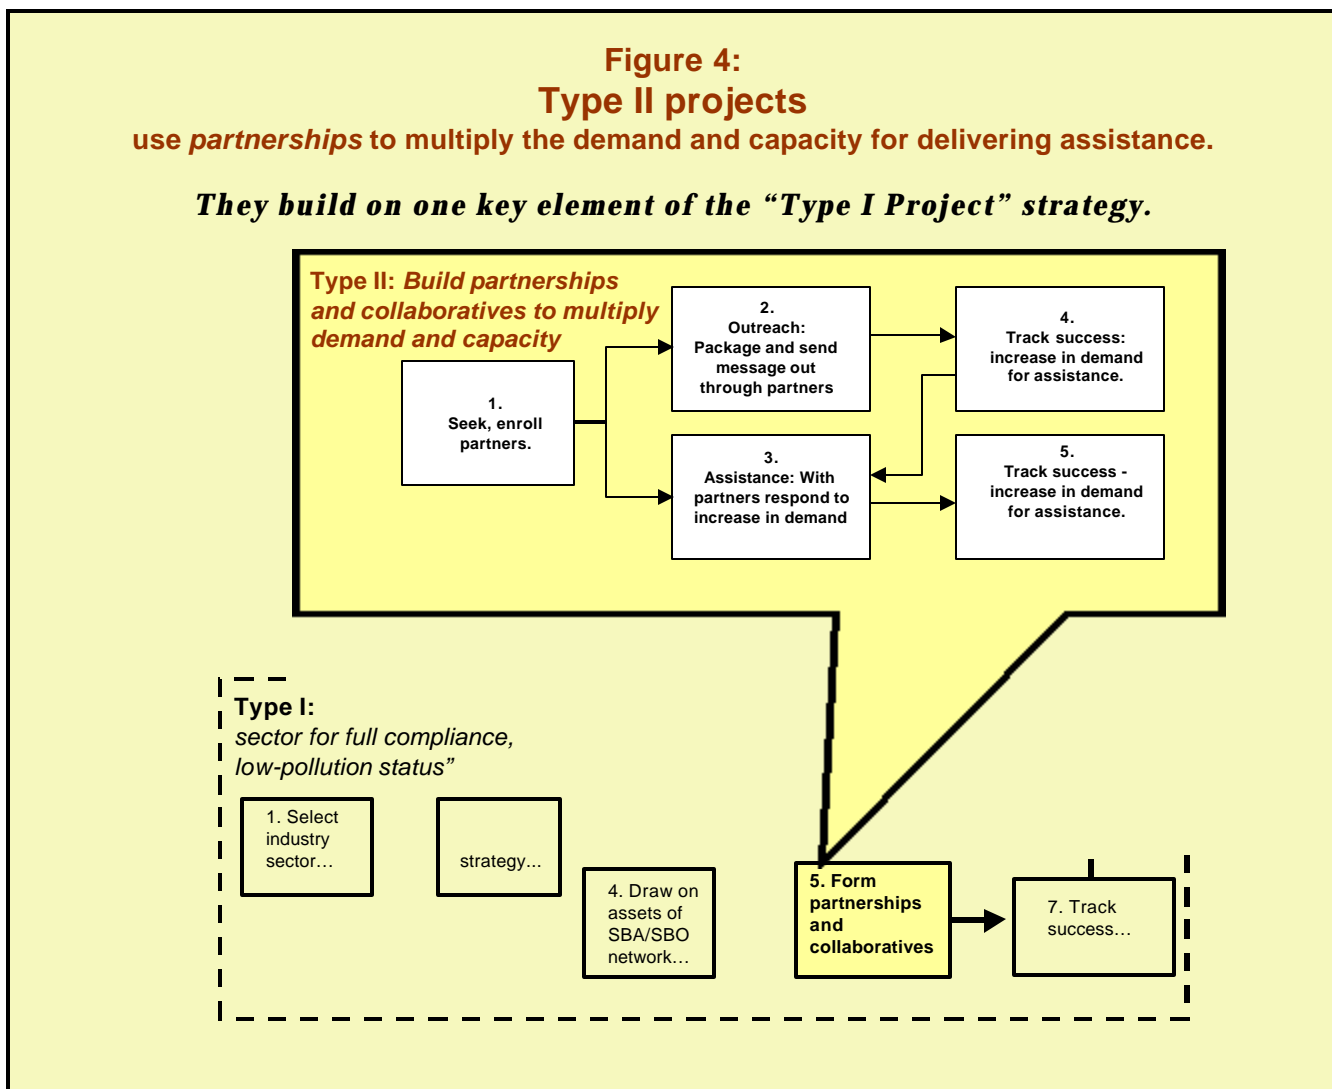 Figure 4:
Type II projects
use partnerships to multiply the demand and capacity for delivering assistance.
They build on one key element of the “Type I Project” strategy.
Type II: Build partnerships
and collaboratives to multiply
demand and capacity
1.
Seek, enroll
partners.
2.
Outreach:
Package and send
message out
through partners
3.
Assistance: With
partners respond to
increase in demand
4.
Track success:
increase in demand
for assistance.
5.
Track success -
increase in demand
for assistance.
Type I:
sector for full compliance,
low-pollution status”
1. Select
industry
sector…
strategy...
4. Draw on
assets of
SBA/SBO
network…
5. Form
partnerships
and
collaboratives
7. Track
success…